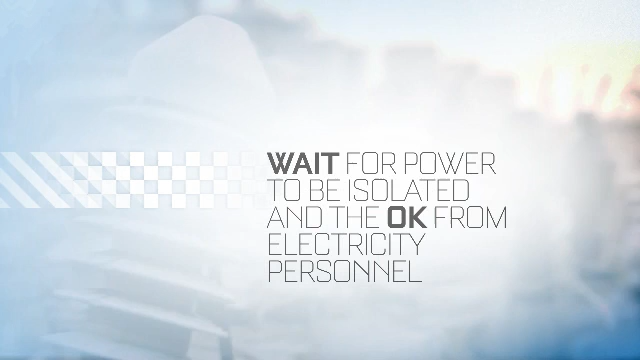 WAIT FOR POWER
TO BE ISOLATED
AND THE OK FROM
ELECTRICITY
PERSONNEL